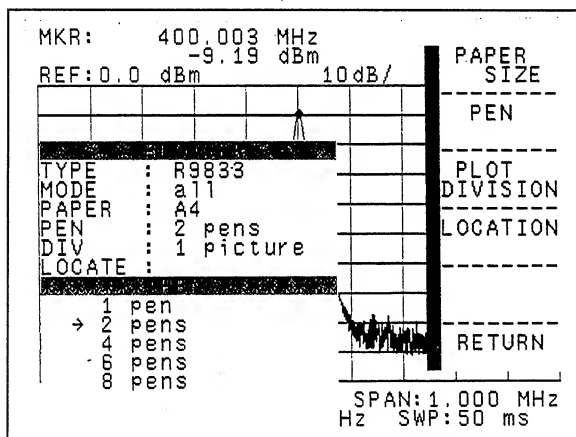 MKR: 400.003 MHz
-9.19 dBm
REF:0.0 dBm 10dB/
TYPE : R9833
MODE : all
PAPER : A4
PEN : 2 pens
DIV : 1 picture
LOCATE :
1 pen
→ 2 pens
4 pens
6 pens
8 pens
PAPER
SIZE
PEN
PLOT
DIVISION
LOCATION
RETURN
SPAN:1.000 MHz
Hz SWP:50 ms